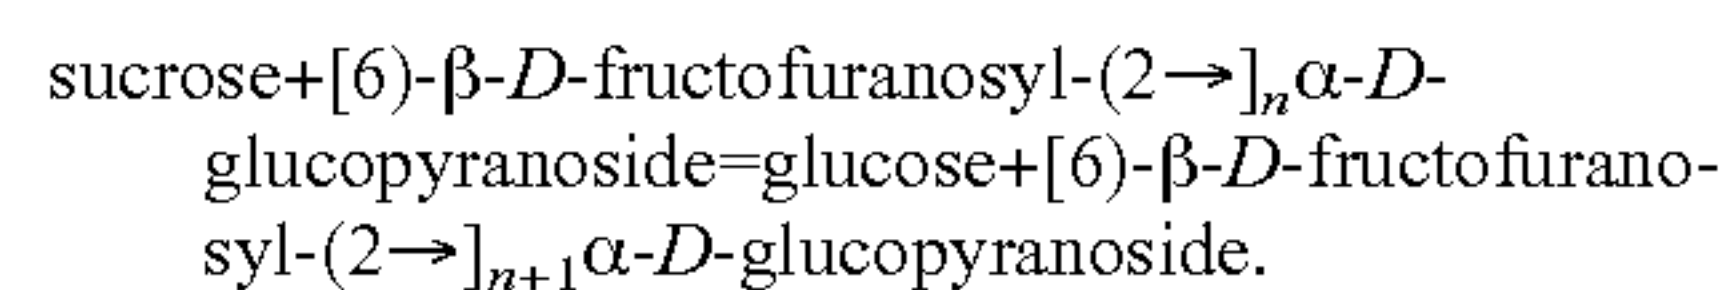 sucrose+[6)-β-D-fructofuranosyl-(2→]nα-D-
glucopyranoside=glucose+[6)-β-D-fructofurano-
syl-(2→]n+1α-D-glucopyranoside.